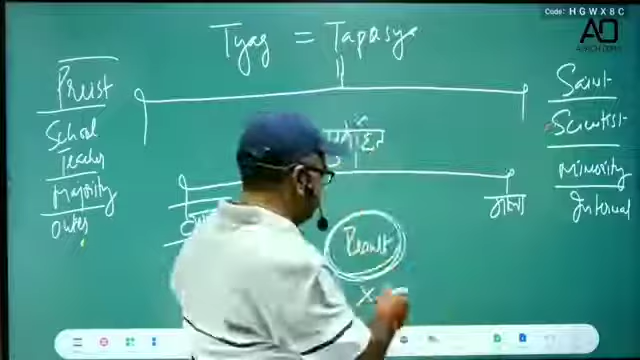 Code: HGWX8C
Tyag = Tapasya
Priest
School
Teacher
Majority
Outer
Saint
Scientist
Minority
Internal
Result
X